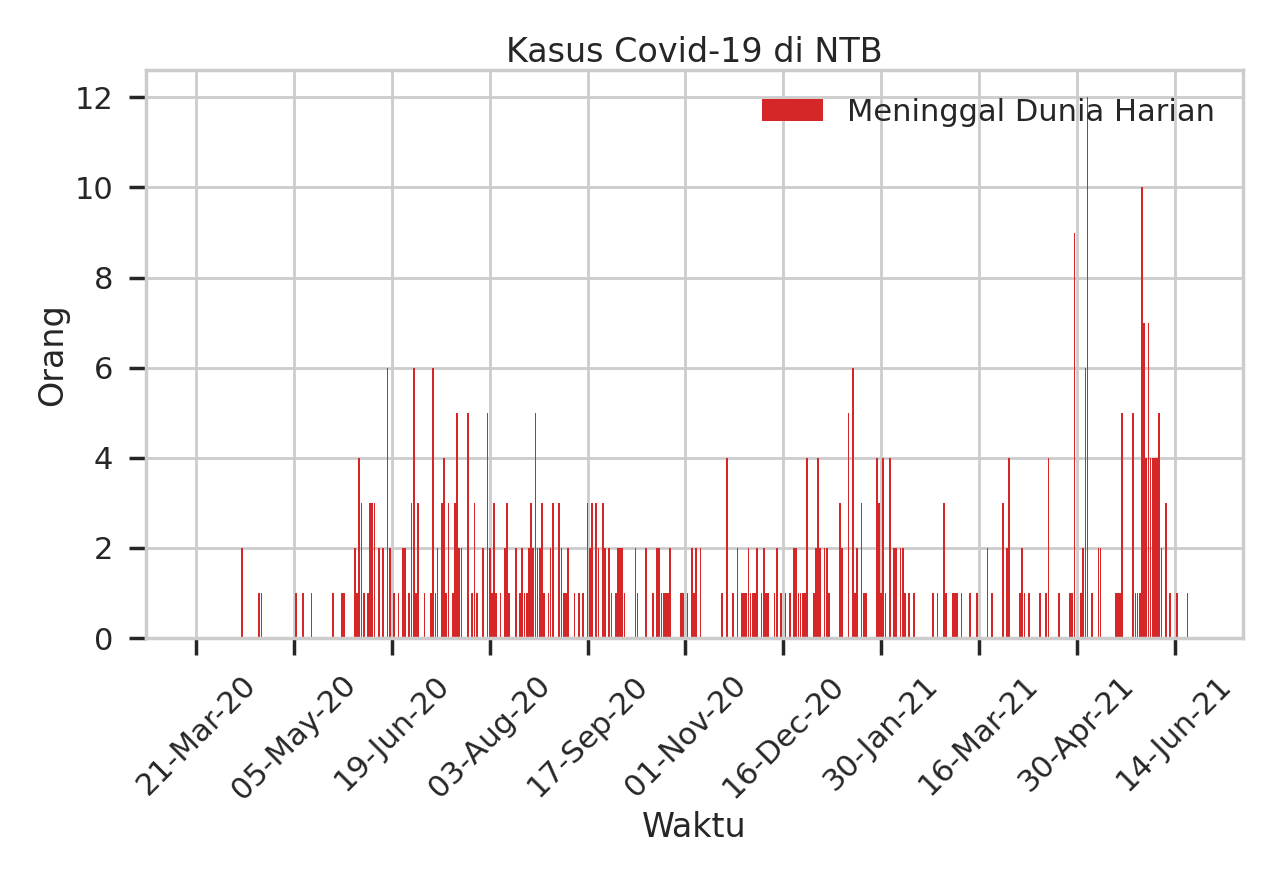 Kasus Covid-19 di NTB
Meninggal Dunia Harian
12
10
8
6
4
2
0
Orang
21-Mar-20
05-May-20
19-Jun-20
03-Aug-20
17-Sep-20
01-Nov-20
16-Dec-20
30-Jan-21
16-Mar-21
30-Apr-21
14-Jun-21
Waktu